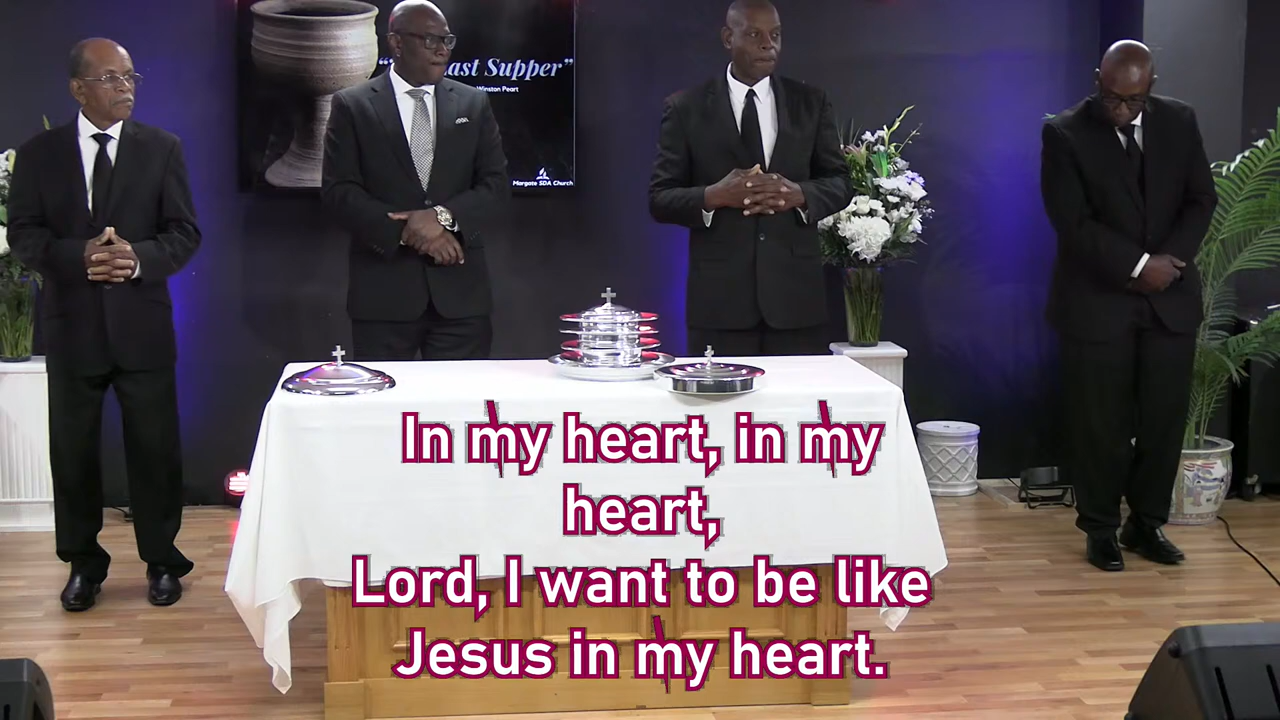 “ ast Supper”
Winston Peart
Margate SDA Church
In my heart, in my
heart,
Lord, I want to be like
Jesus in my heart.